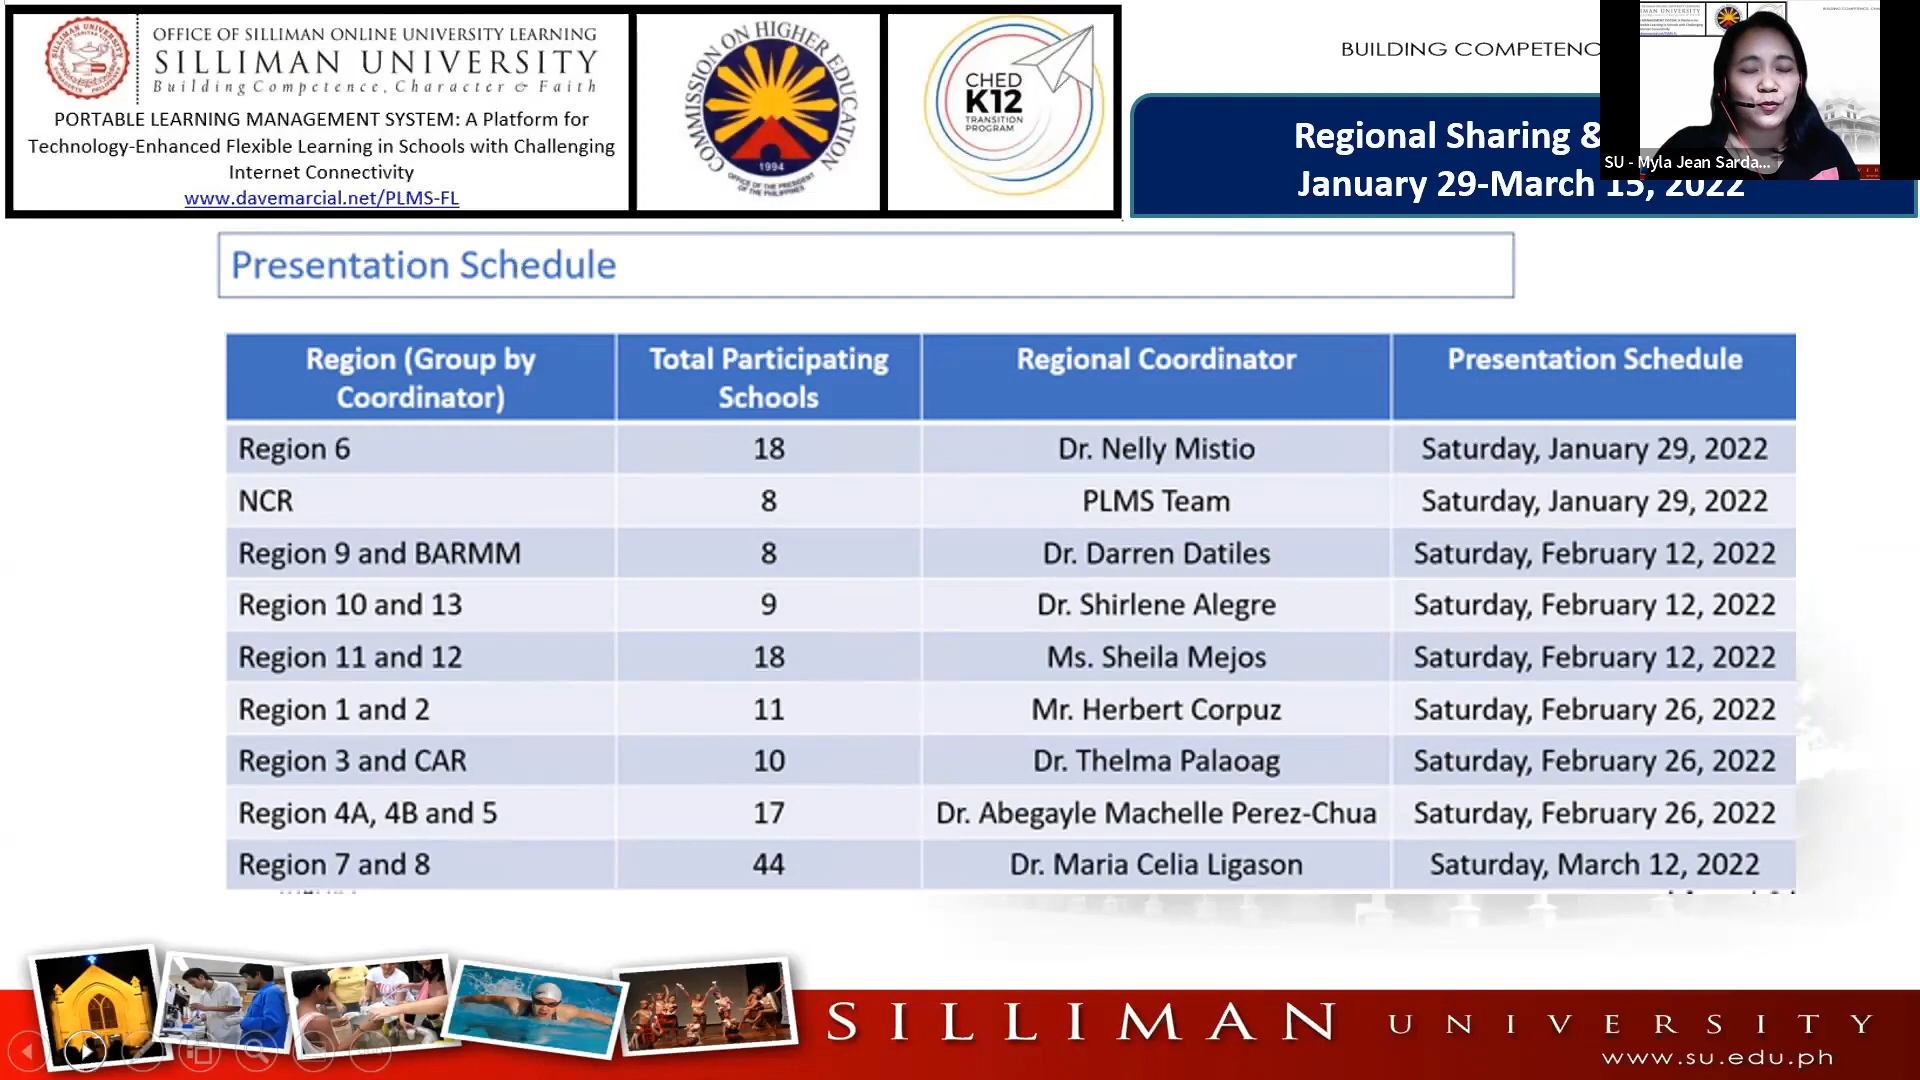 OFFICE OF SILLIMAN ONLINE UNIVERSITY LEARNING
SILLIMAN UNIVERSITY
Building Competence, Character & Faith
PORTABLE LEARNING MANAGEMENT SYSTEM: A Platform for
Technology-Enhanced Flexible Learning in Schools with Challenging
Internet Connectivity
www.davemarcial.net/PLMS-FL
COMMISSION ON HIGHER EDUCATION
1994
OFFICE OF THE PRESIDENT
OF THE PHILIPPINES
CHED
K12
TRANSITION
PROGRAM
BUILDING COMPETENC
Regional Sharing &
January 29-March 15, 2022
SU - Myla Jean Sarda...
Presentation Schedule
Region (Group by Coordinator) Total Participating Schools Regional Coordinator Presentation Schedule
Region 6 18 Dr. Nelly Mistio Saturday, January 29, 2022
NCR 8 PLMS Team Saturday, January 29, 2022
Region 9 and BARMM 8 Dr. Darren Datiles Saturday, February 12, 2022
Region 10 and 13 9 Dr. Shirlene Alegre Saturday, February 12, 2022
Region 11 and 12 18 Ms. Sheila Mejos Saturday, February 12, 2022
Region 1 and 2 11 Mr. Herbert Corpuz Saturday, February 26, 2022
Region 3 and CAR 10 Dr. Thelma Palaoag Saturday, February 26, 2022
Region 4A, 4B and 5 17 Dr. Abegayle Machelle Perez-Chua Saturday, February 26, 2022
Region 7 and 8 44 Dr. Maria Celia Ligason Saturday, March 12, 2022
SILLIMAN UNIVERSITY
www.su.edu.ph